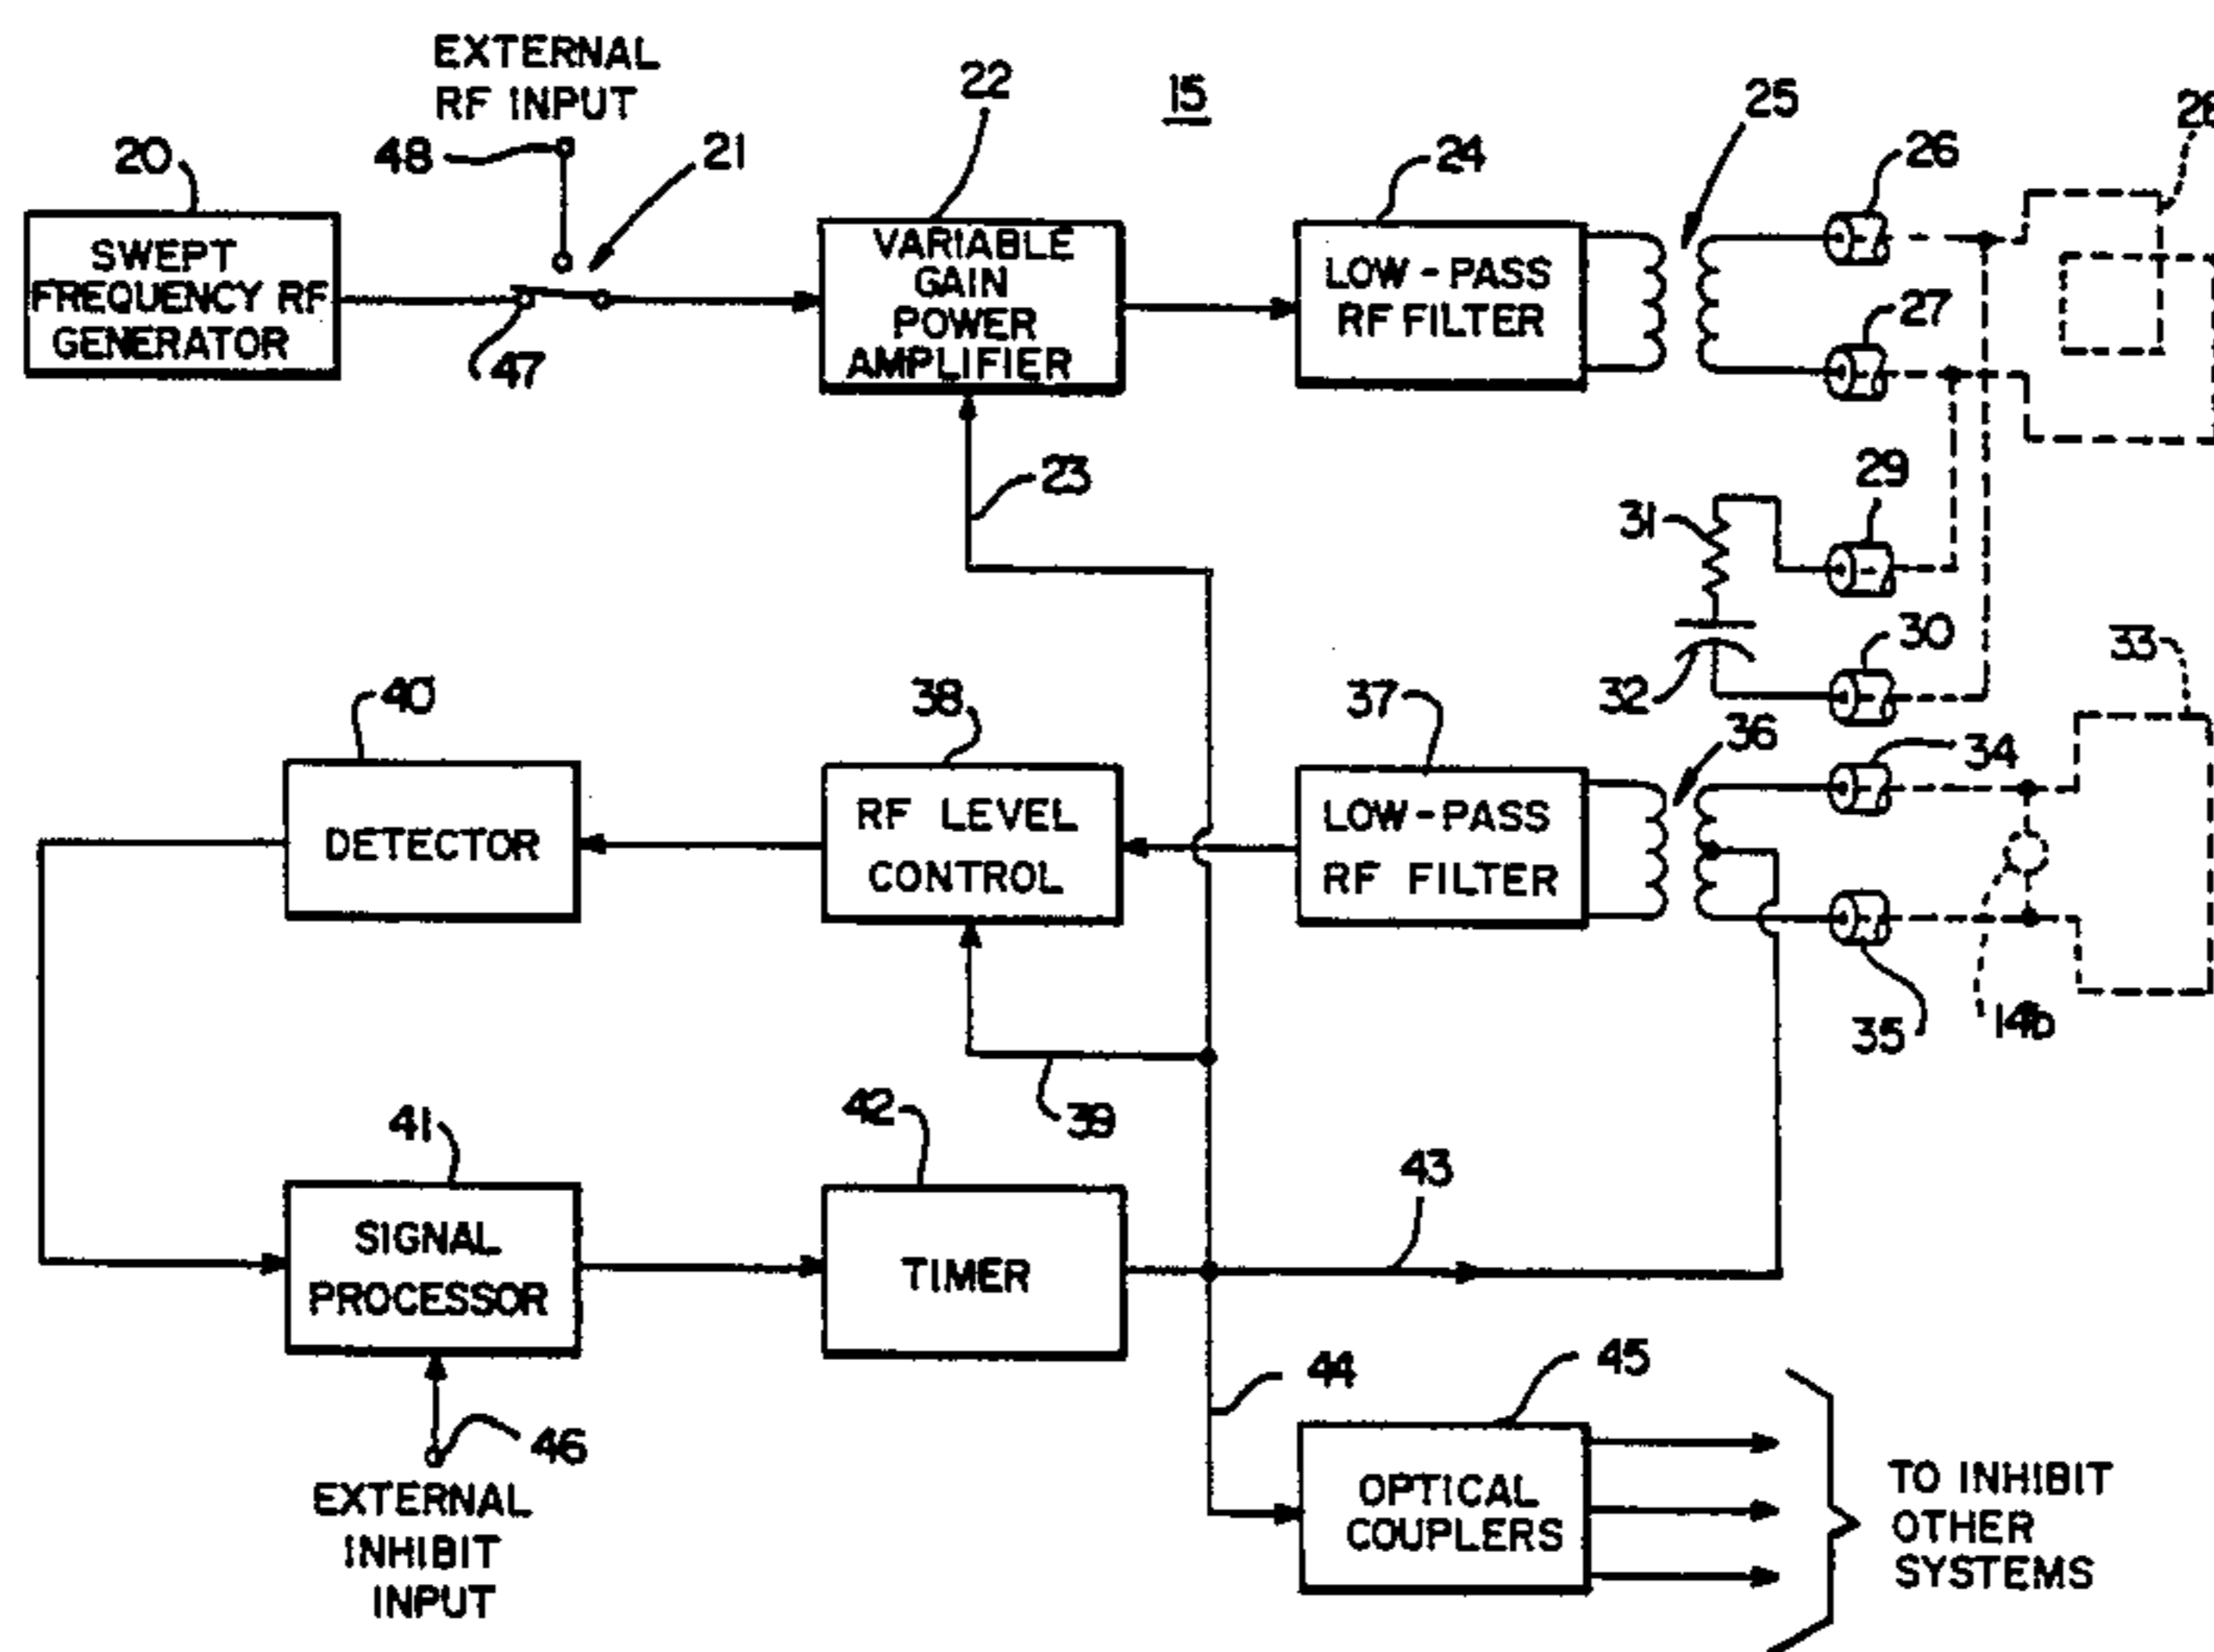 EXTERNAL
RF INPUT
22
15
25
20
48
21
24
26
SWEPT
FREQUENCY RF
GENERATOR
VARIABLE
GAIN
POWER
AMPLIFIER
LOW-PASS
RF FILTER
27
47
23
29
31
30
33
40
38
37
32
36
34
DETECTOR
RF LEVEL
CONTROL
LOW-PASS
RF FILTER
35
14b
41
42
39
43
SIGNAL
PROCESSOR
TIMER
44
45
46
EXTERNAL
INHIBIT
INPUT
OPTICAL
COUPLERS
TO INHIBIT
OTHER
SYSTEMS